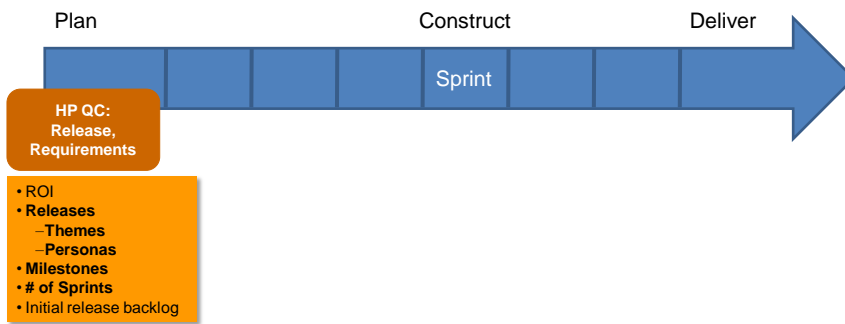 Plan Construct Deliver
Sprint
HP QC:
Release,
Requirements
• ROI
• Releases
–Themes
–Personas
• Milestones
• # of Sprints
• Initial release backlog